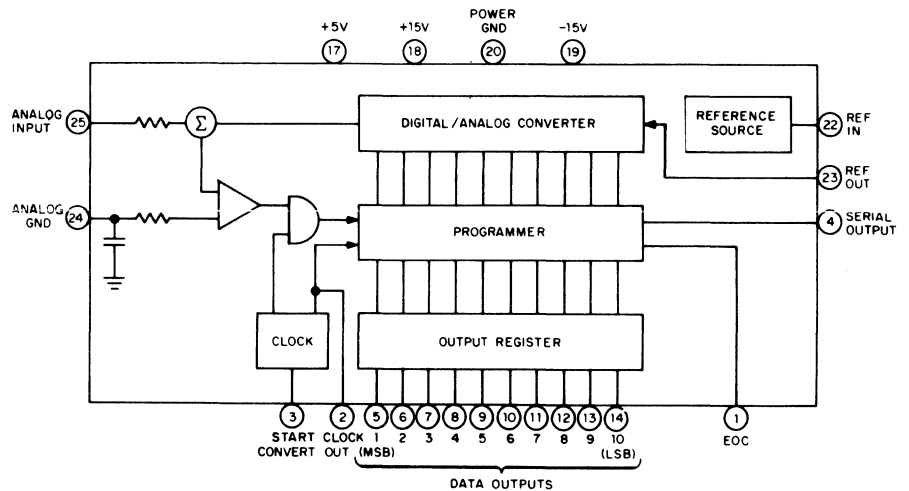 +5V
+15V
POWER
GND
-15V
17
18
20
19
ANALOG
INPUT
25
Σ
DIGITAL/ANALOG CONVERTER
REFERENCE
SOURCE
22
REF
IN
23
REF
OUT
ANALOG
GND
24
PROGRAMMER
4
SERIAL
OUTPUT
CLOCK
OUTPUT REGISTER
3 2 5 6 7 8 9 10 11 12 13 14 1
START CLOCK 1 2 3 4 5 6 7 8 9 10 EOC
CONVERT OUT (MSB) (LSB)
DATA OUTPUTS